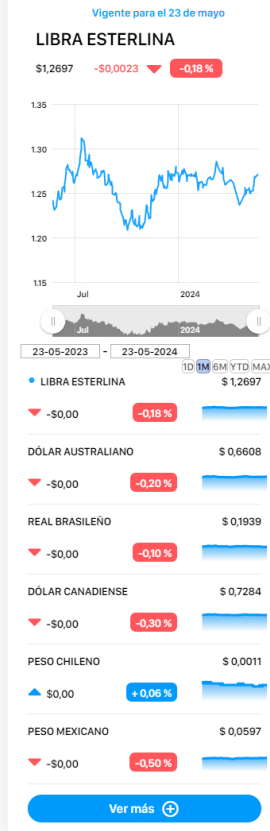 Vigente para el 23 de mayo
LIBRA ESTERLINA
$1,2697 -$0,0023 -0,18 %
1.35
1.30
1.25
1.20
1.15
Jul 2024
Jul 2024
23-05-2023 - 23-05-2024
1D 1M 6M YTD MAX
LIBRA ESTERLINA $ 1,2697
-$0,00 -0,18 %
DÓLAR AUSTRALIANO $ 0,6608
-$0,00 -0,20 %
REAL BRASILEÑO $ 0,1939
-$0,00 -0,10 %
DÓLAR CANADIENSE $ 0,7284
-$0,00 -0,30 %
PESO CHILENO $ 0,0011
$0,00 + 0,06 %
PESO MEXICANO $ 0,0597
-$0,00 -0,50 %
Ver más